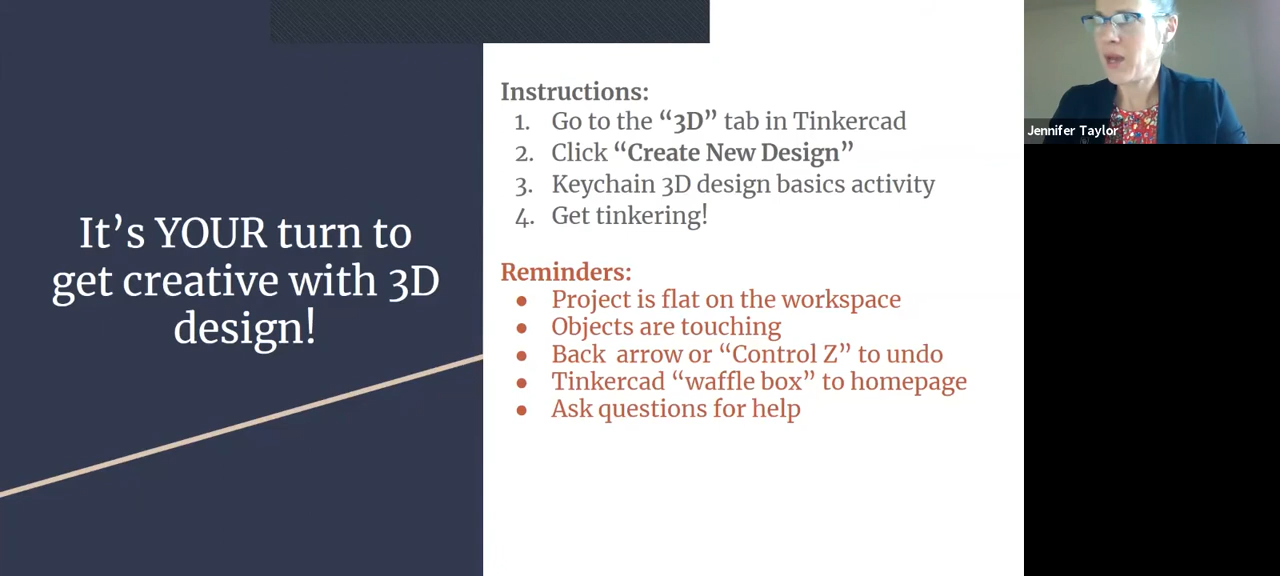 It’s YOUR turn to
get creative with 3D
design!
Instructions:
1. Go to the “3D” tab in Tinkercad
2. Click “Create New Design”
3. Keychain 3D design basics activity
4. Get tinkering!
Reminders:
● Project is flat on the workspace
● Objects are touching
● Back arrow or “Control Z” to undo
● Tinkercad “waffle box” to homepage
● Ask questions for help
Jennifer Taylor